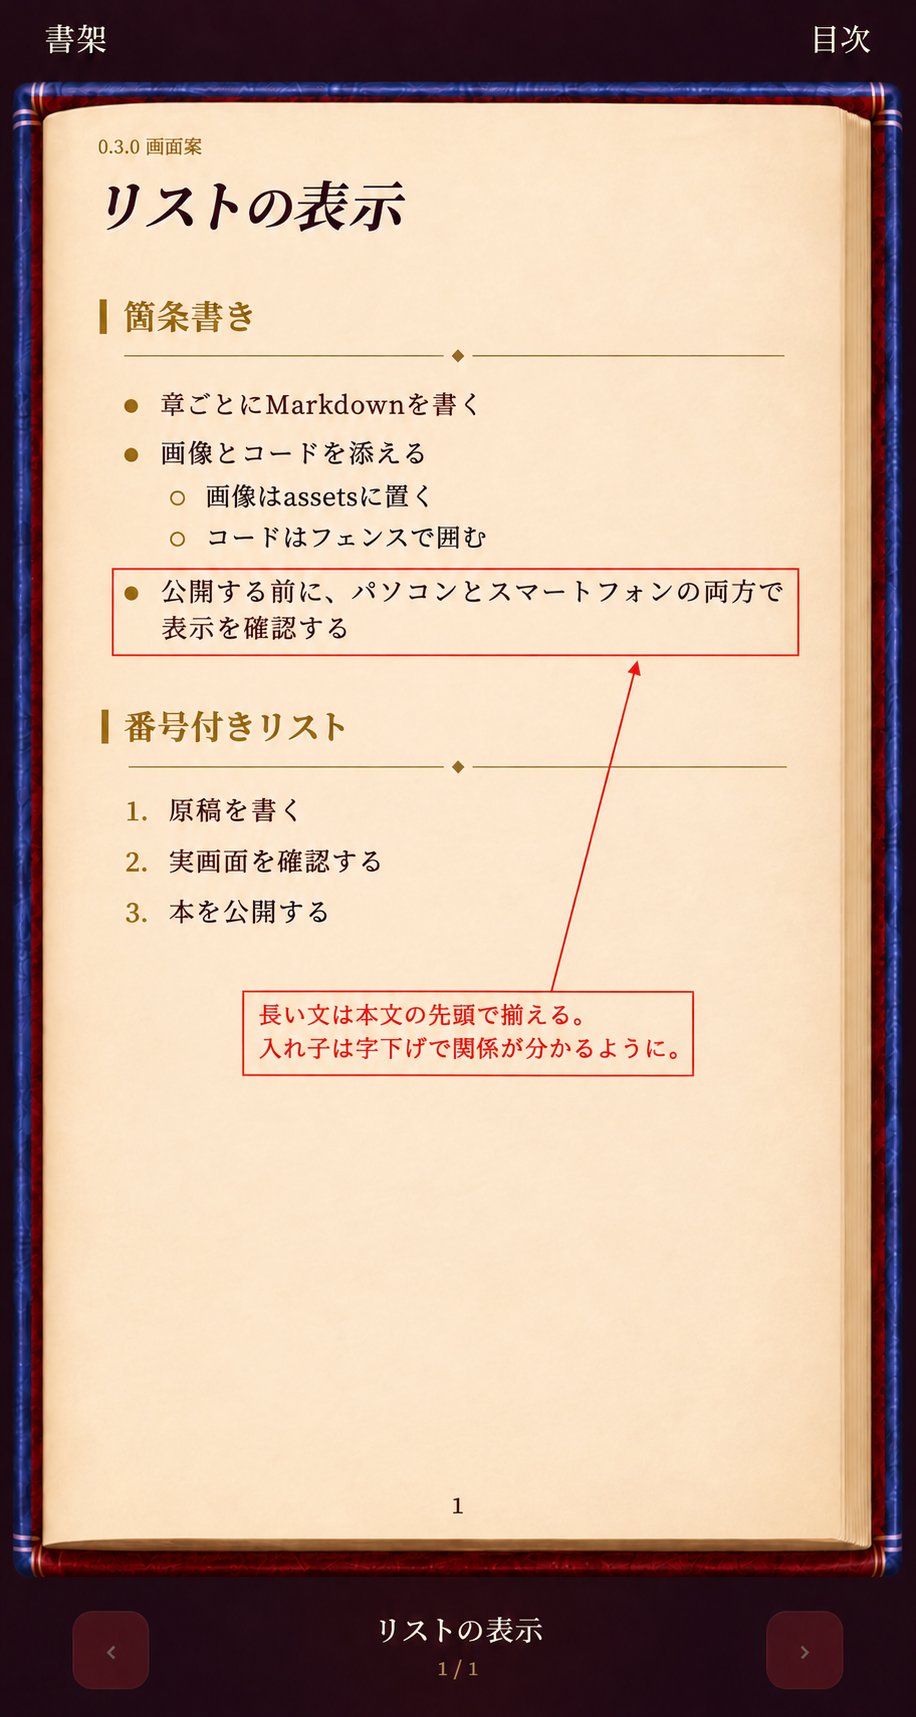 書架
目次
0.3.0 画面案
リストの表示
箇条書き
● 章ごとにMarkdownを書く
● 画像とコードを添える
○ 画像はassetsに置く
○ コードはフェンスで囲む
● 公開する前に、パソコンとスマートフォンの両方で
表示を確認する
番号付きリスト
1. 原稿を書く
2. 実画面を確認する
3. 本を公開する
長い文は本文の先頭で揃える。
入れ子は字下げで関係が分かるように。
1
‹
リストの表示
1 / 1
›